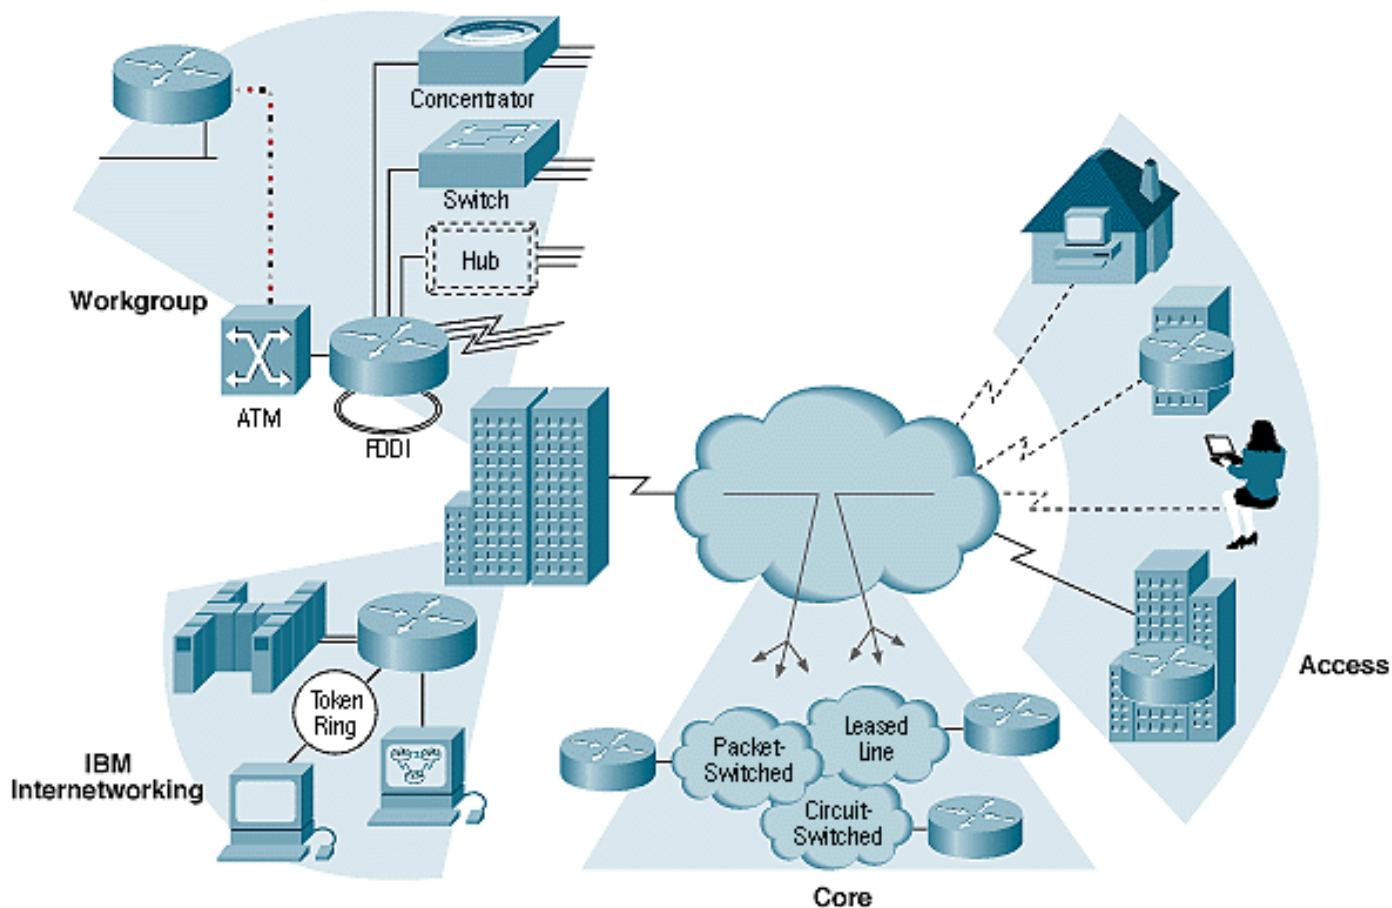 Concentrator
Switch
Hub
Workgroup
ATM
FDDI
Token
Ring
IBM
Internetworking
Access
Leased
Line
Packet-
Switched
Circuit-
Switched
Core